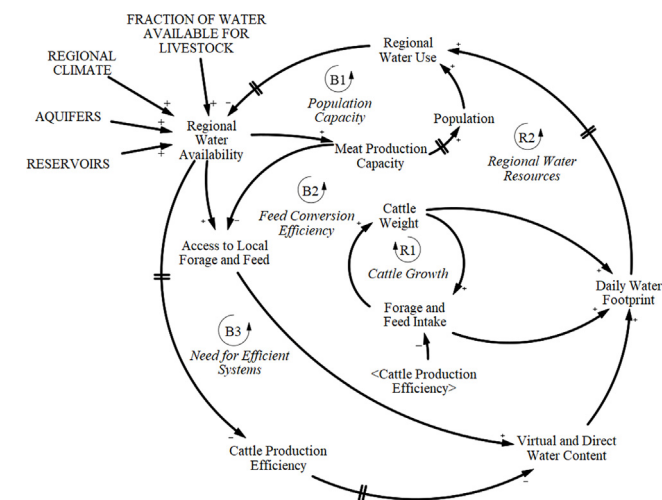 FRACTION OF WATER
AVAILABLE FOR
LIVESTOCK
REGIONAL
CLIMATE
AQUIFERS
RESERVOIRS
Regional
Water
Availability
B1
Population
Capacity
Regional
Water Use
Population
Meat Production
Capacity
R2
Regional Water
Resources
B2
Feed Conversion
Efficiency
Cattle
Weight
R1
Cattle Growth
Access to Local
Forage and Feed
Forage and
Feed Intake
Daily Water
Footprint
B3
Need for Efficient
Systems
<Cattle Production
Efficiency>
Cattle Production
Efficiency
Virtual and Direct
Water Content